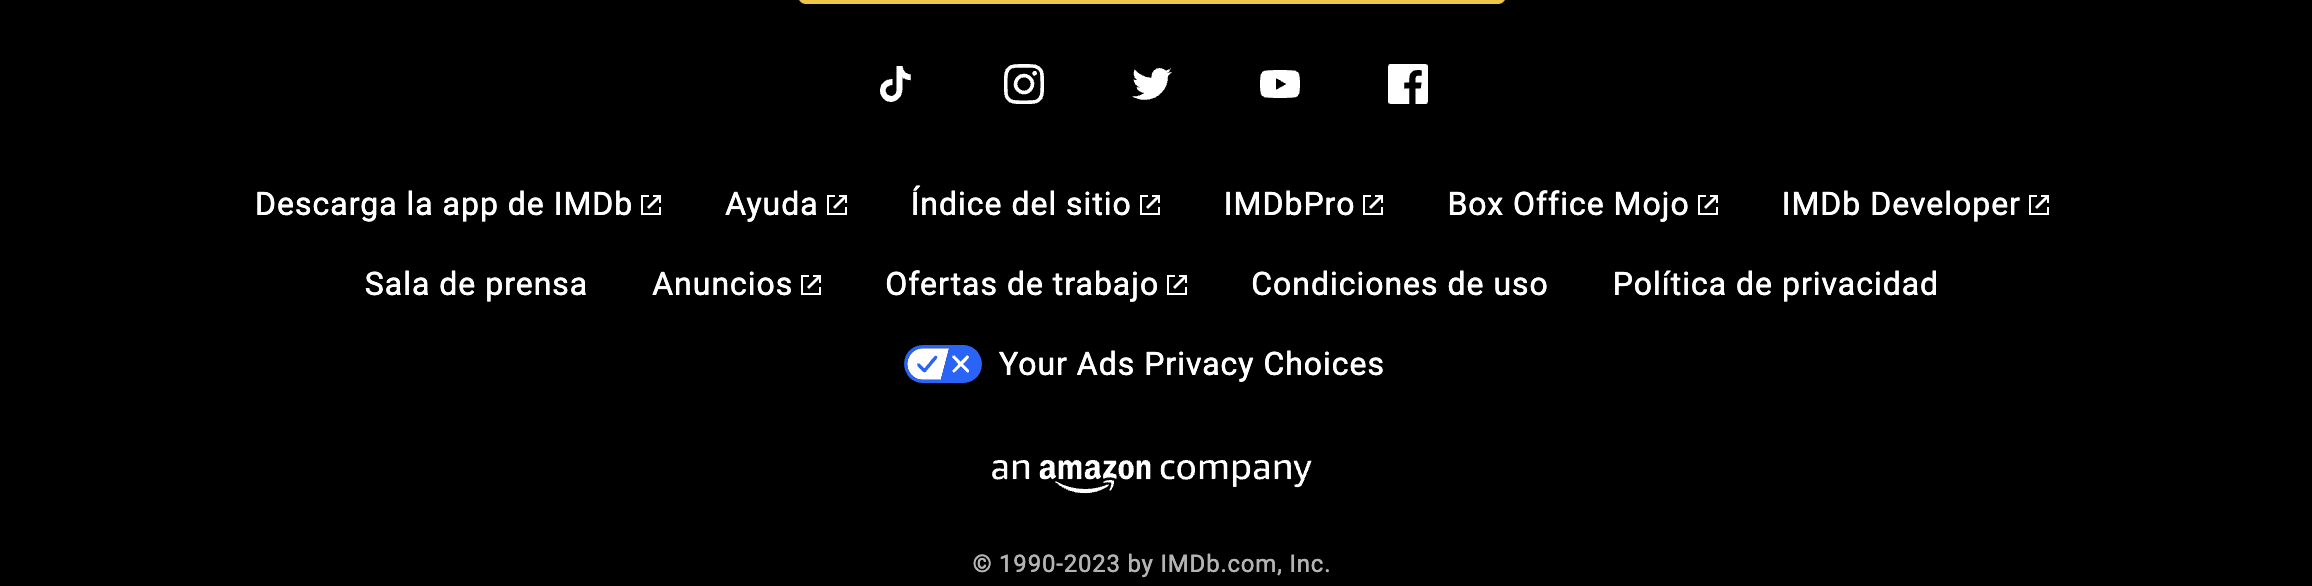 Descarga la app de IMDb Ayuda Índice del sitio IMDbPro Box Office Mojo IMDb Developer
Sala de prensa Anuncios Ofertas de trabajo Condiciones de uso Política de privacidad
Your Ads Privacy Choices
an amazon company
© 1990-2023 by IMDb.com, Inc.